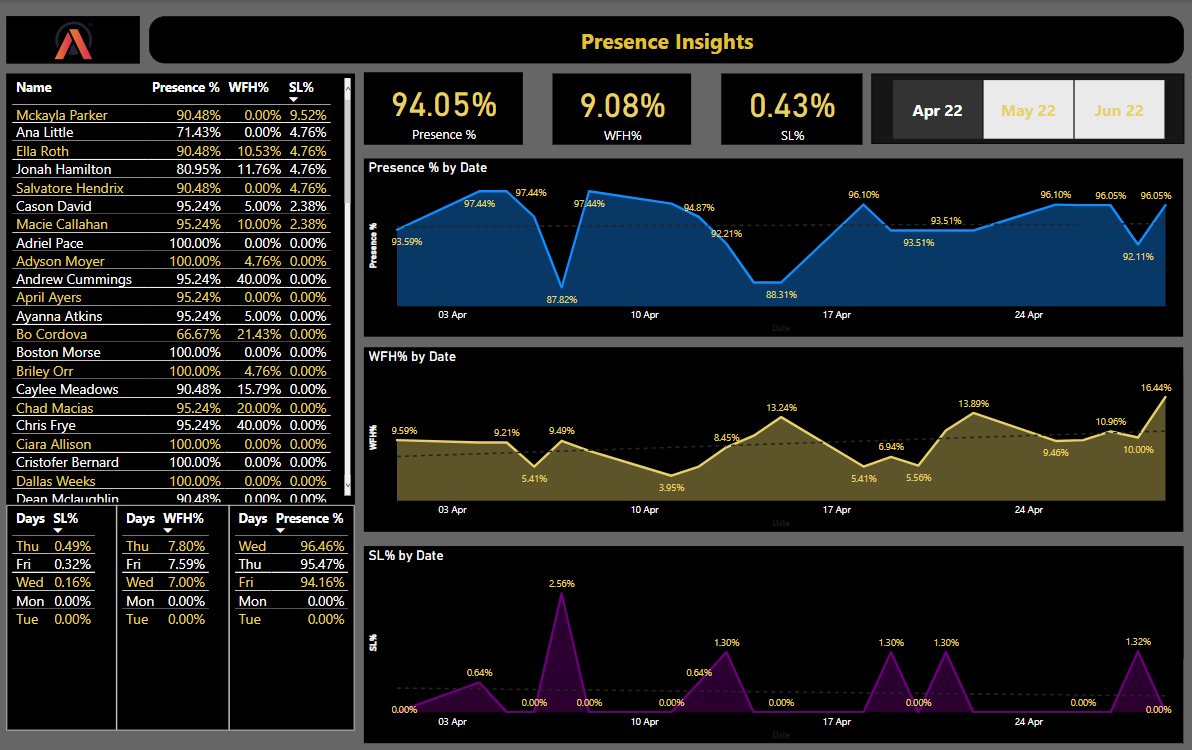 Presence Insights
Name Presence % WFH% SL%
Mckayla Parker 90.48% 0.00% 9.52%
Ana Little 71.43% 0.00% 4.76%
Ella Roth 90.48% 10.53% 4.76%
Jonah Hamilton 80.95% 11.76% 4.76%
Salvatore Hendrix 90.48% 0.00% 4.76%
Cason David 95.24% 5.00% 2.38%
Macie Callahan 95.24% 10.00% 2.38%
Adriel Pace 100.00% 0.00% 0.00%
Adyson Moyer 100.00% 4.76% 0.00%
Andrew Cummings 95.24% 40.00% 0.00%
April Ayers 95.24% 0.00% 0.00%
Ayanna Atkins 95.24% 5.00% 0.00%
Bo Cordova 66.67% 21.43% 0.00%
Boston Morse 100.00% 0.00% 0.00%
Briley Orr 100.00% 4.76% 0.00%
Caylee Meadows 90.48% 15.79% 0.00%
Chad Macias 95.24% 20.00% 0.00%
Chris Frye 95.24% 40.00% 0.00%
Ciara Allison 100.00% 0.00% 0.00%
Cristofer Bernard 100.00% 0.00% 0.00%
Dallas Weeks 100.00% 0.00% 0.00%
Dean Mclaughlin 90.48% 0.00% 0.00%
Days SL%
Thu 0.49%
Fri 0.32%
Wed 0.16%
Mon 0.00%
Tue 0.00%
Days WFH%
Thu 7.80%
Fri 7.59%
Wed 7.00%
Mon 0.00%
Tue 0.00%
Days Presence %
Wed 96.46%
Thu 95.47%
Fri 94.16%
Mon 0.00%
Tue 0.00%
94.05%
Presence %
9.08%
WFH%
0.43%
SL%
Apr 22 May 22 Jun 22
Presence % by Date
Presence %
93.59%
97.44%
97.44%
87.82%
97.44%
94.87%
92.21%
88.31%
96.10%
93.51%
93.51%
96.10%
96.05%
92.11%
96.05%
03 Apr 10 Apr 17 Apr 24 Apr
Date
WFH% by Date
WFH%
9.59%
9.21%
5.41%
9.49%
3.95%
8.45%
13.24%
5.41%
6.94%
5.56%
13.89%
9.46%
10.96%
10.00%
16.44%
03 Apr 10 Apr 17 Apr 24 Apr
Date
SL% by Date
SL%
0.00%
0.64%
0.00%
2.56%
0.00%
0.00%
0.64%
1.30%
0.00%
1.30%
0.00%
1.30%
0.00%
1.32%
0.00%
03 Apr 10 Apr 17 Apr 24 Apr
Date